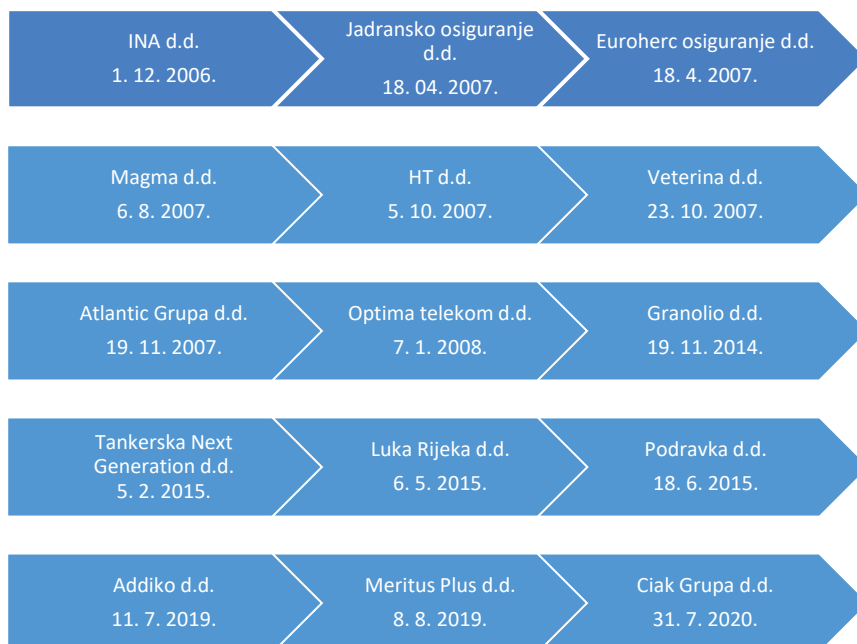 INA d.d.
1. 12. 2006.
Jadransko osiguranje
d.d.
18. 04. 2007.
Euroherc osiguranje d.d.
18. 4. 2007.
Magma d.d.
6. 8. 2007.
HT d.d.
5. 10. 2007.
Veterina d.d.
23. 10. 2007.
Atlantic Grupa d.d.
19. 11. 2007.
Optima telekom d.d.
7. 1. 2008.
Granolio d.d.
19. 11. 2014.
Tankerska Next
Generation d.d.
5. 2. 2015.
Luka Rijeka d.d.
6. 5. 2015.
Podravka d.d.
18. 6. 2015.
Addiko d.d.
11. 7. 2019.
Meritus Plus d.d.
8. 8. 2019.
Ciak Grupa d.d.
31. 7. 2020.